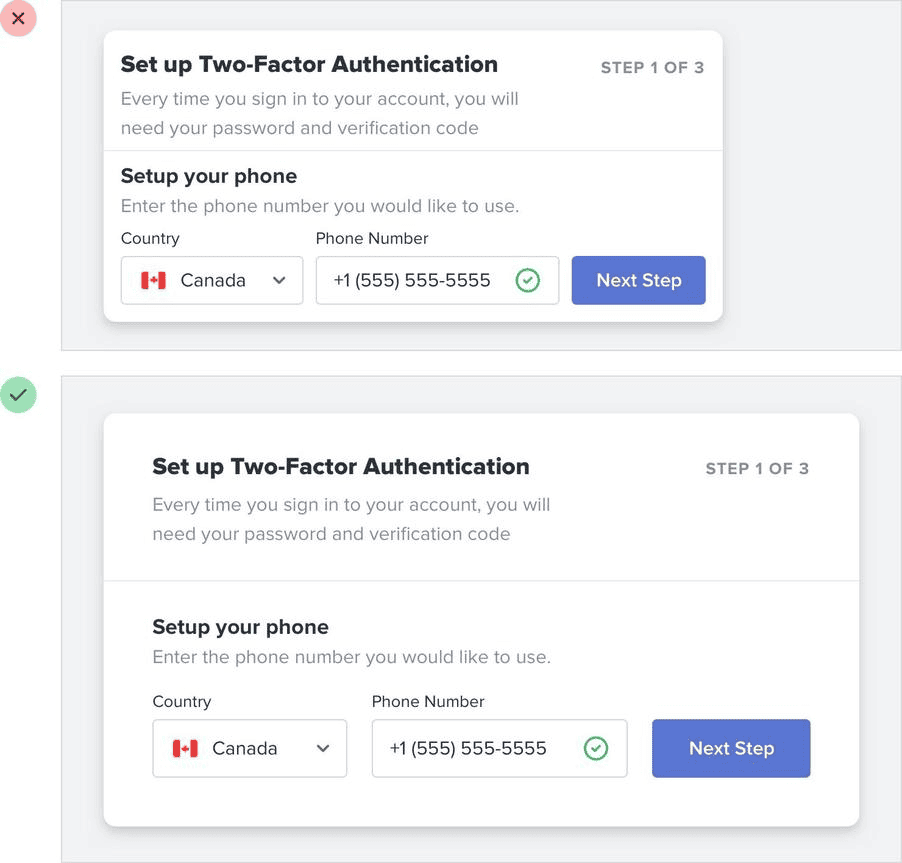 Set up Two-Factor Authentication
STEP 1 OF 3
Every time you sign in to your account, you will
need your password and verification code
Setup your phone
Enter the phone number you would like to use.
Country
Phone Number
Canada
+1 (555) 555-5555
Next Step
Set up Two-Factor Authentication
STEP 1 OF 3
Every time you sign in to your account, you will
need your password and verification code
Setup your phone
Enter the phone number you would like to use.
Country
Phone Number
Canada
+1 (555) 555-5555
Next Step